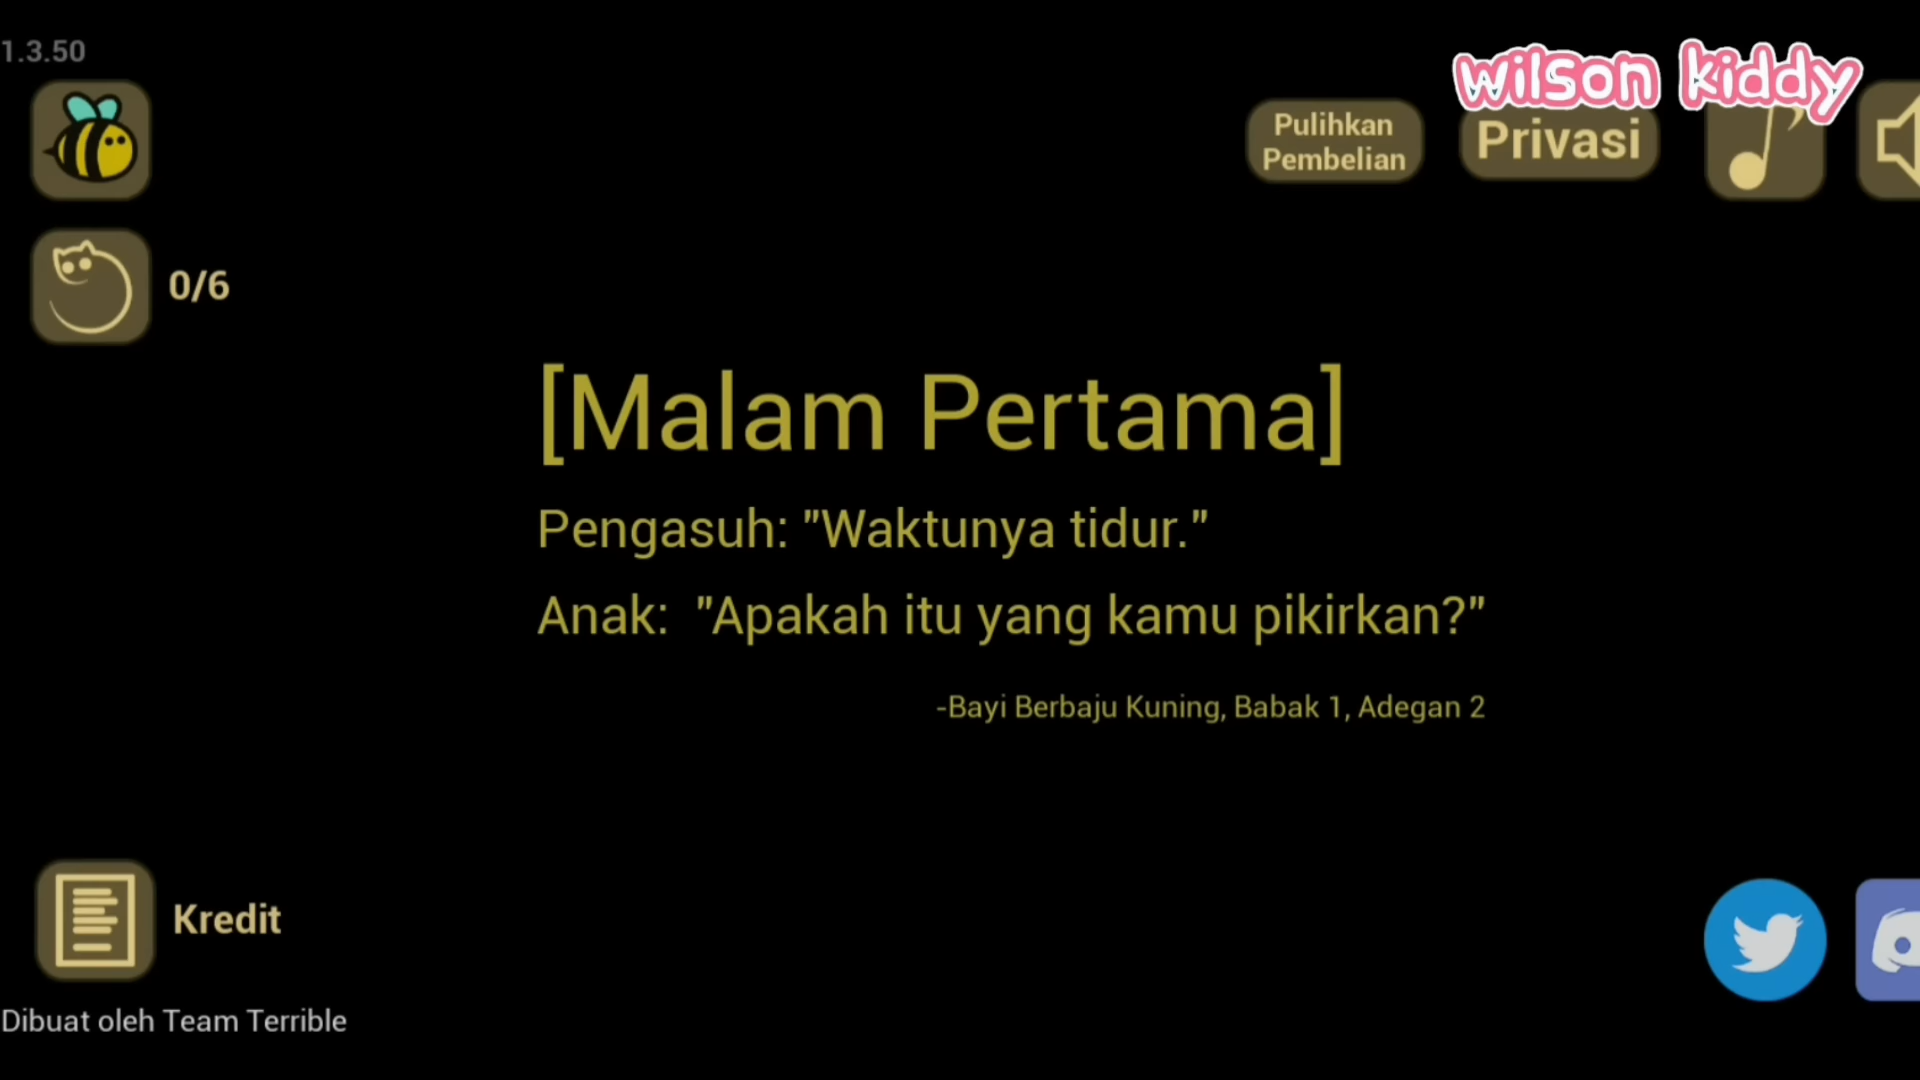 1.3.50
wilson kiddy
Pulihkan
Pembelian
Privasi
0/6
[Malam Pertama]
Pengasuh: "Waktunya tidur."
Anak: "Apakah itu yang kamu pikirkan?"
-Bayi Berbaju Kuning, Babak 1, Adegan 2
Kredit
Dibuat oleh Team Terrible